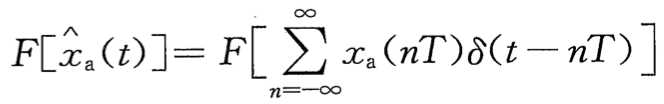 F[x̂ₐ(t)] = F[ ∑_{n=-∞}^{∞} xₐ(nT)δ(t-nT) ]